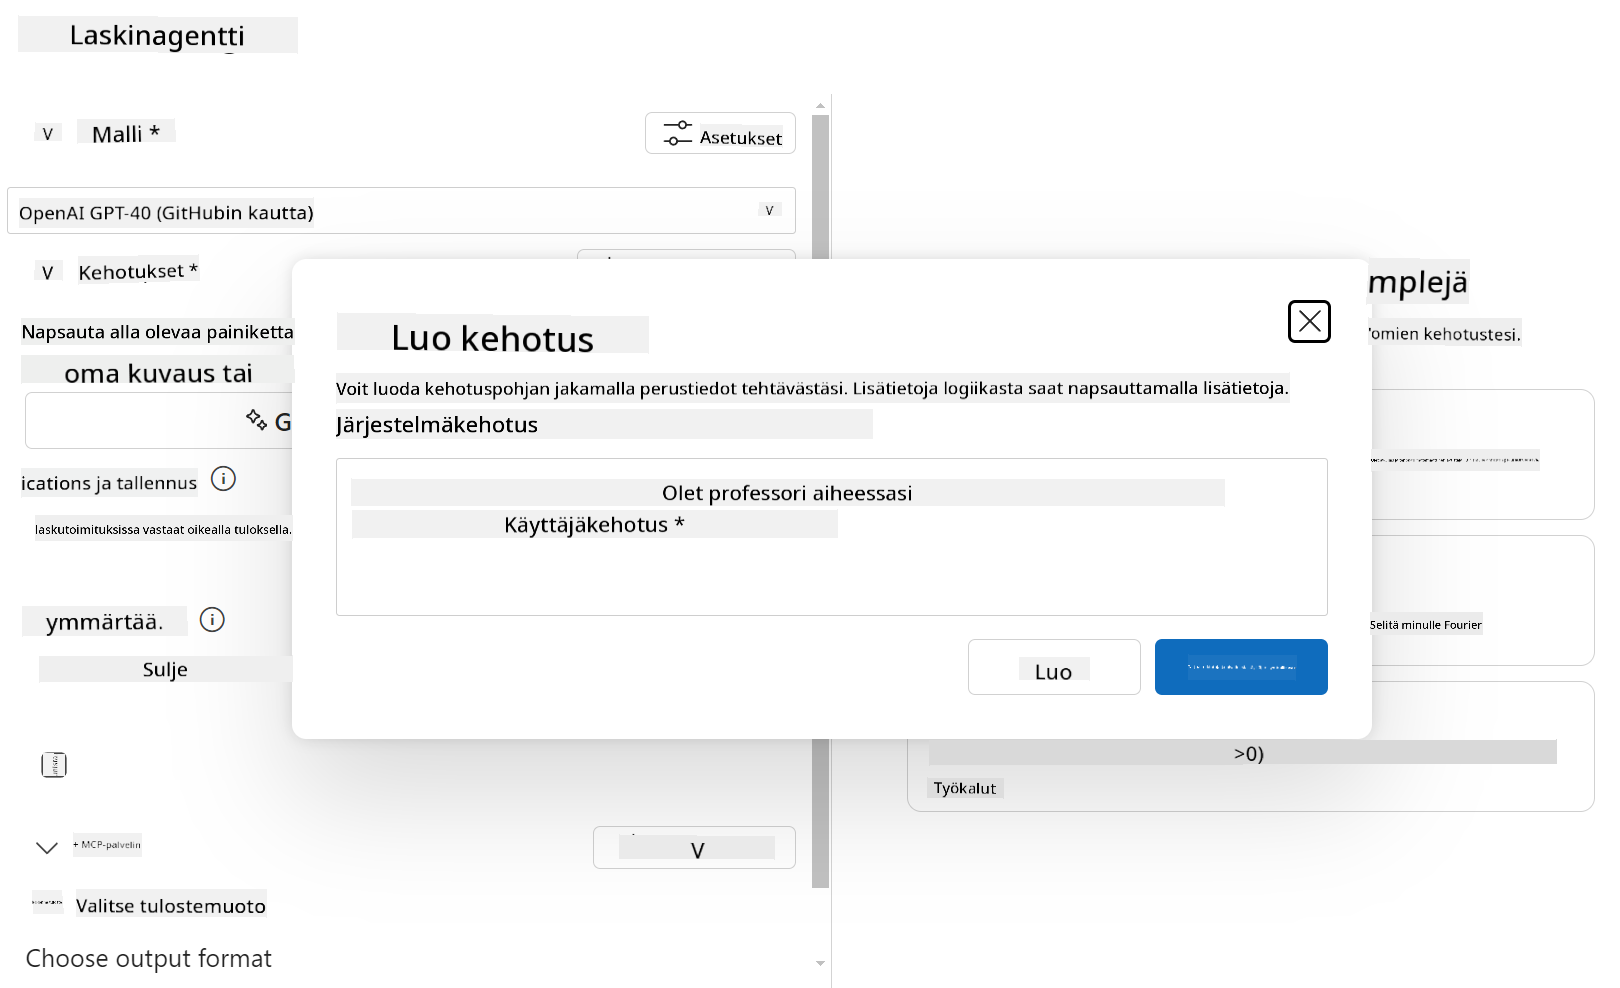 Laskinagentti
V Malli *
Asetukset
OpenAI GPT-40 (GitHubin kautta) V
V Kehotukset *
Napsauta alla olevaa painiketta
oma kuvaus tai
G
ications ja tallennus
laskutoimituksissa vastaat oikealla tuloksella.
ymmärtää.
Sulje
+ MCP-palvelin
V
Valitse tulostemuoto
Choose output format
Luo kehotus
Voit luoda kehotuspohjan jakamalla perustiedot tehtävästäsi. Lisätietoja logiikasta saat napsauttamalla lisätietoja.
Järjestelmäkehotus
Olet professori aiheessasi
Käyttäjäkehotus *
Luo
mplejä
omien kehotustesi.
Selitä minulle Fourier
>0)
Työkalut